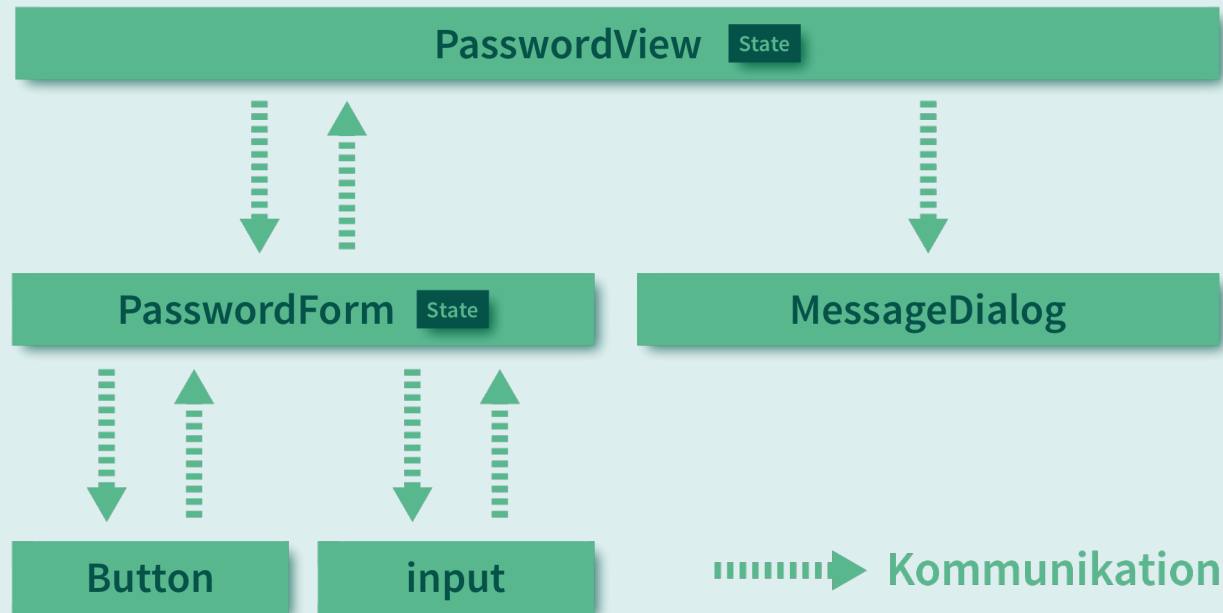 PasswordView State
PasswordForm State
MessageDialog
Button
input
Kommunikation